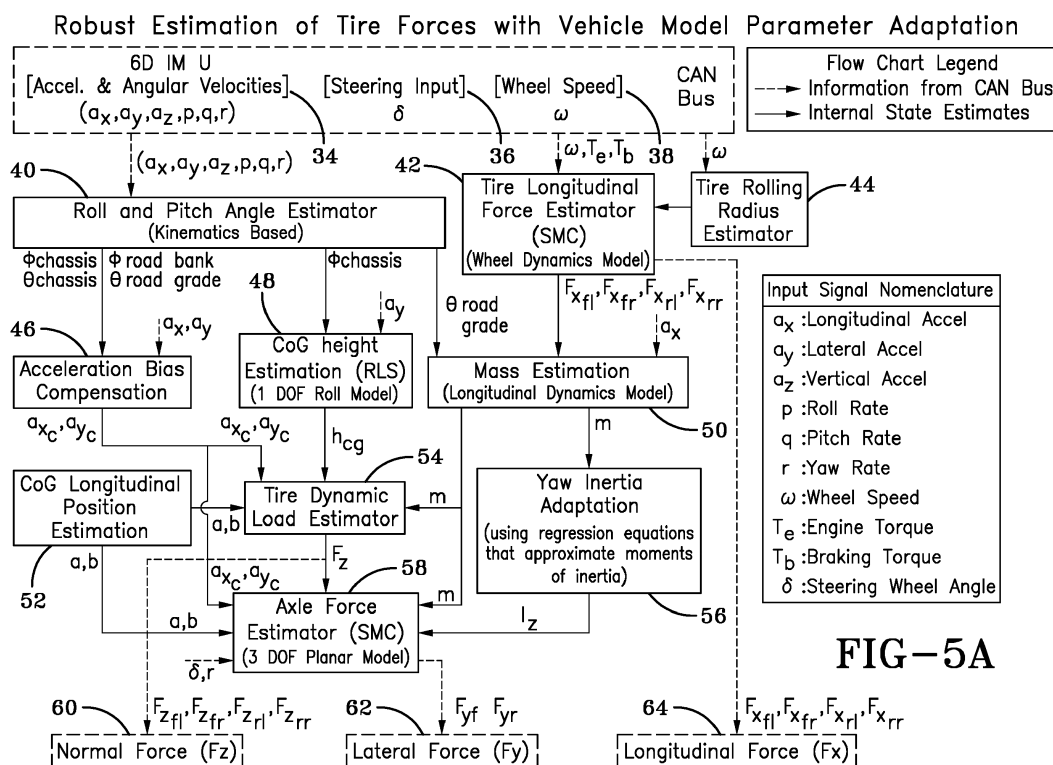 Robust Estimation of Tire Forces with Vehicle Model Parameter Adaptation
6D IM U
[Accel. & Angular Velocities]
(ax,ay,az,p,q,r)
34
[Steering Input]
δ
36
[Wheel Speed]
ω
38
CAN
Bus
Flow Chart Legend
Information from CAN Bus
Internal State Estimates
(ax,ay,az,p,q,r)
ω,Te,Tb
ω
40
Roll and Pitch Angle Estimator
(Kinematics Based)
42
Tire Longitudinal
Force Estimator
(SMC)
(Wheel Dynamics Model)
Tire Rolling
Radius
Estimator
44
Φchassis
θchassis
Φ road bank
θ road grade
Φchassis
θ road
grade
Fxfl,Fxfr,Fxrl,Fxrr
ax
46
ax,ay
Acceleration Bias
Compensation
48
ay
CoG height
Estimation (RLS)
(1 DOF Roll Model)
Mass Estimation
(Longitudinal Dynamics Model)
50
axc,ayc
axc,ayc
hcg
m
CoG Longitudinal
Position
Estimation
52
a,b
a,b
54
Tire Dynamic
Load Estimator
m
Yaw Inertia
Adaptation
(using regression equations
that approximate moments
of inertia)
56
Fz
axc,ayc
58
Axle Force
Estimator (SMC)
(3 DOF Planar Model)
a,b
m
Iz
δ,r
Input Signal Nomenclature
ax :Longitudinal Accel
ay :Lateral Accel
az :Vertical Accel
p :Roll Rate
q :Pitch Rate
r :Yaw Rate
ω :Wheel Speed
Te :Engine Torque
Tb :Braking Torque
δ :Steering Wheel Angle
FIG-5A
60
Fzfl,Fzfr,Fzrl,Fzrr
Normal Force (Fz)
62
Fyf Fyr
Lateral Force (Fy)
64
Fxfl,Fxfr,Fxrl,Fxrr
Longitudinal Force (Fx)